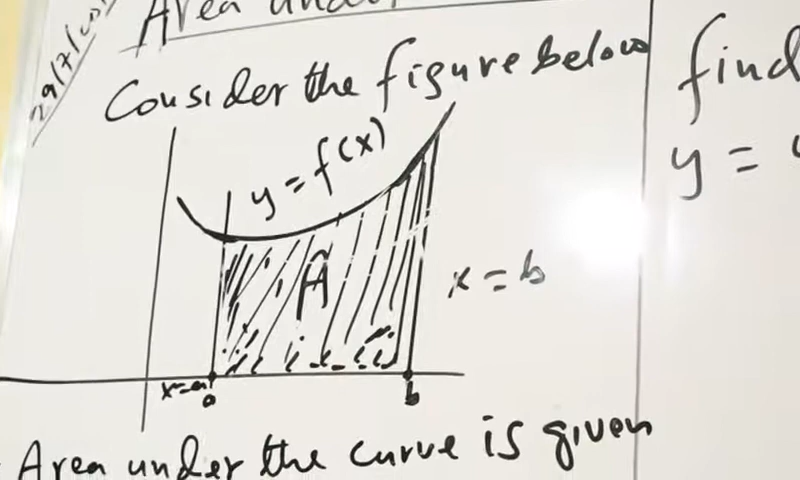 Area under
Consider the figure below
y = f(x)
A
x = b
x=a
a
b
Area under the curve is given
find
y =